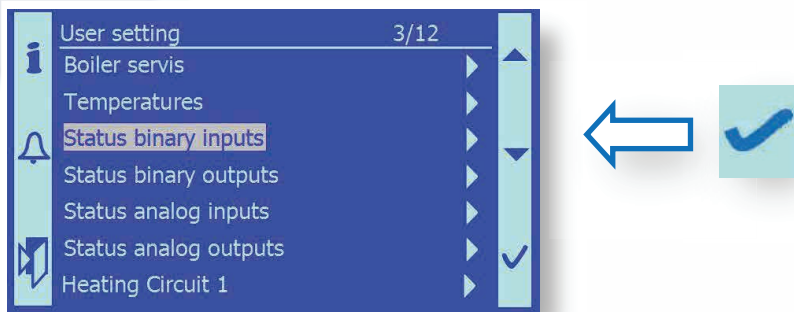 User setting 3/12
Boiler servis
Temperatures
Status binary inputs
Status binary outputs
Status analog inputs
Status analog outputs
Heating Circuit 1